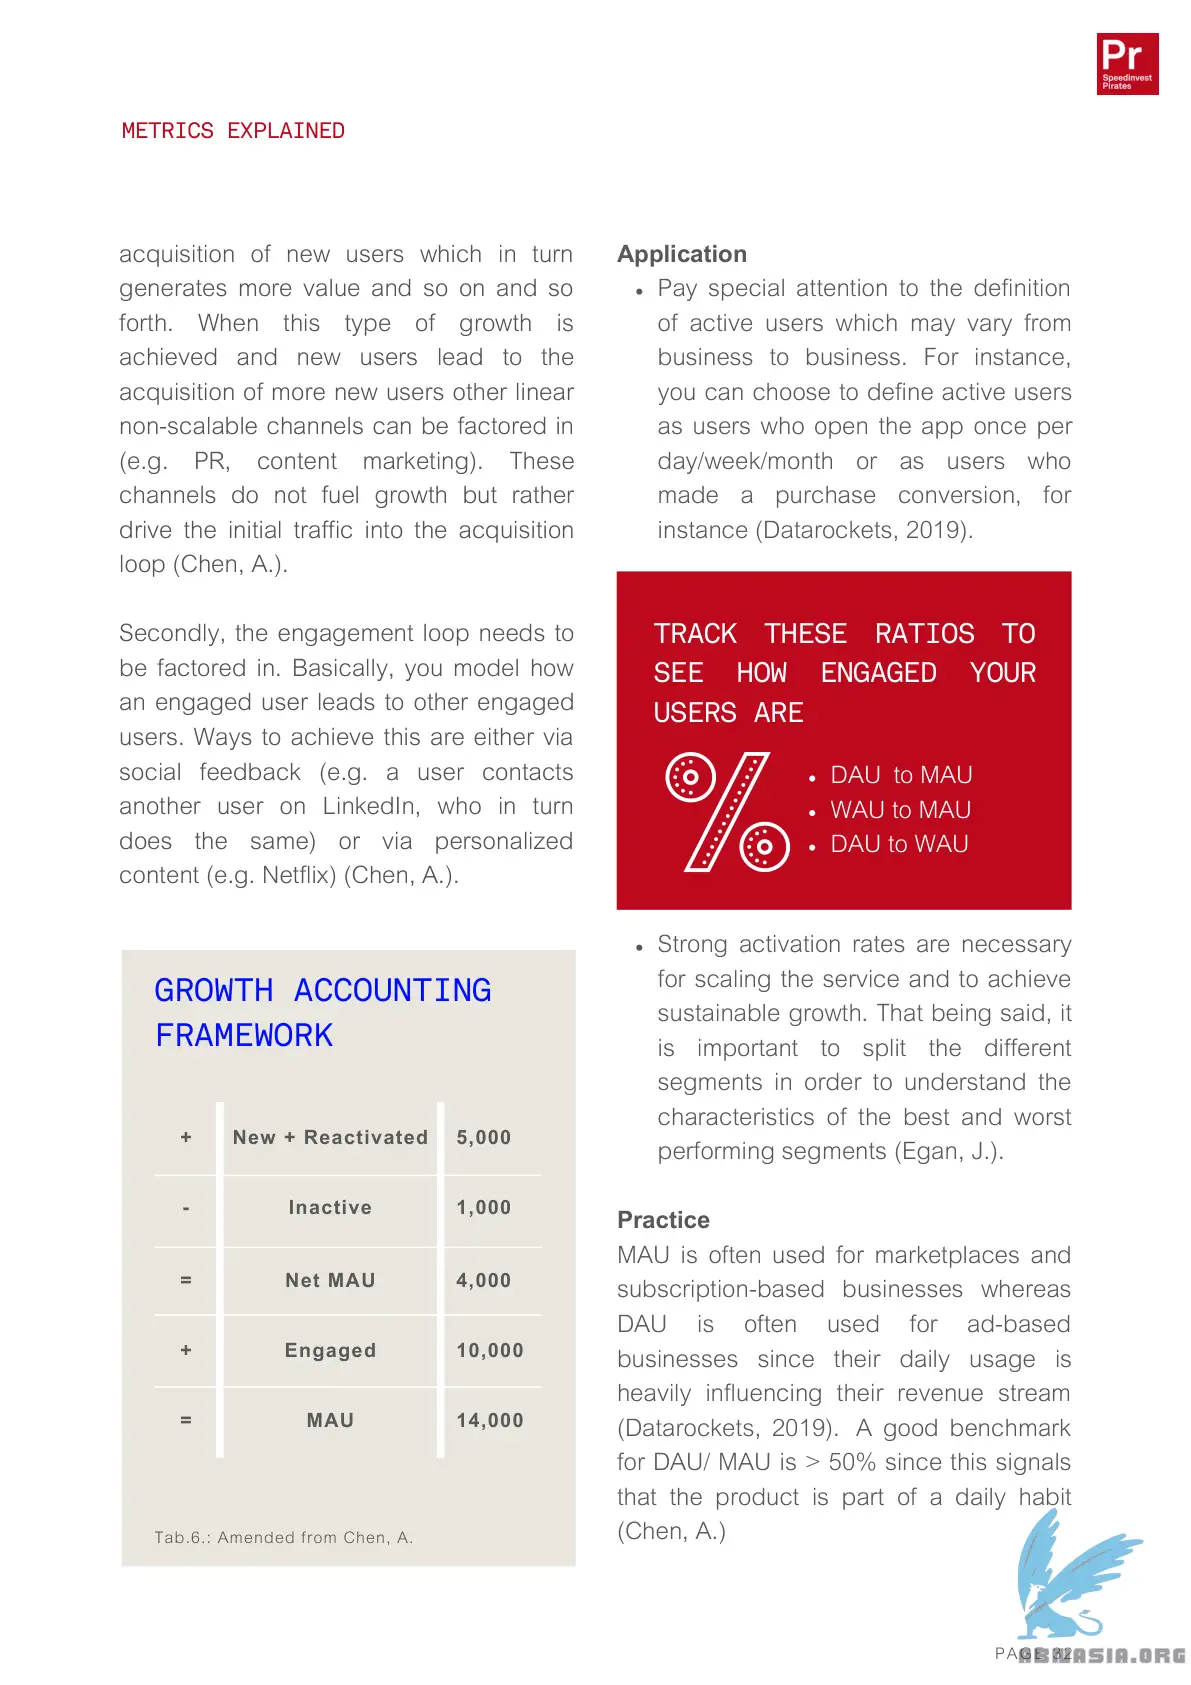 Pr
Speedinvest
Pirates
METRICS EXPLAINED
acquisition of new users which in turn
generates more value and so on and so
forth. When this type of growth is
achieved and new users lead to the
acquisition of more new users other linear
non-scalable channels can be factored in
(e.g. PR, content marketing). These
channels do not fuel growth but rather
drive the initial traffic into the acquisition
loop (Chen, A.).
Secondly, the engagement loop needs to
be factored in. Basically, you model how
an engaged user leads to other engaged
users. Ways to achieve this are either via
social feedback (e.g. a user contacts
another user on LinkedIn, who in turn
does the same) or via personalized
content (e.g. Netflix) (Chen, A.).
GROWTH ACCOUNTING
FRAMEWORK
+ New + Reactivated 5,000
- Inactive 1,000
= Net MAU 4,000
+ Engaged 10,000
= MAU 14,000
Tab.6.: Amended from Chen, A.
Application
• Pay special attention to the definition
of active users which may vary from
business to business. For instance,
you can choose to define active users
as users who open the app once per
day/week/month or as users who
made a purchase conversion, for
instance (Datarockets, 2019).
TRACK THESE RATIOS TO
SEE HOW ENGAGED YOUR
USERS ARE
%
• DAU to MAU
• WAU to MAU
• DAU to WAU
• Strong activation rates are necessary
for scaling the service and to achieve
sustainable growth. That being said, it
is important to split the different
segments in order to understand the
characteristics of the best and worst
performing segments (Egan, J.).
Practice
MAU is often used for marketplaces and
subscription-based businesses whereas
DAU is often used for ad-based
businesses since their daily usage is
heavily influencing their revenue stream
(Datarockets, 2019). A good benchmark
for DAU/ MAU is > 50% since this signals
that the product is part of a daily habit
(Chen, A.)
PAGE 32